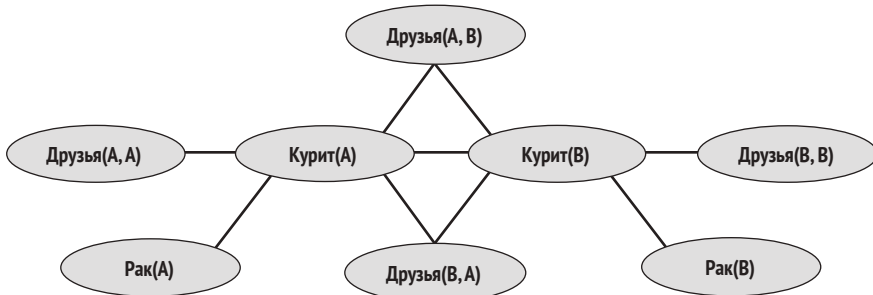 Друзья(A, B)
Друзья(A, A)
Курит(A)
Курит(B)
Друзья(B, B)
Рак(A)
Друзья(B, A)
Рак(B)